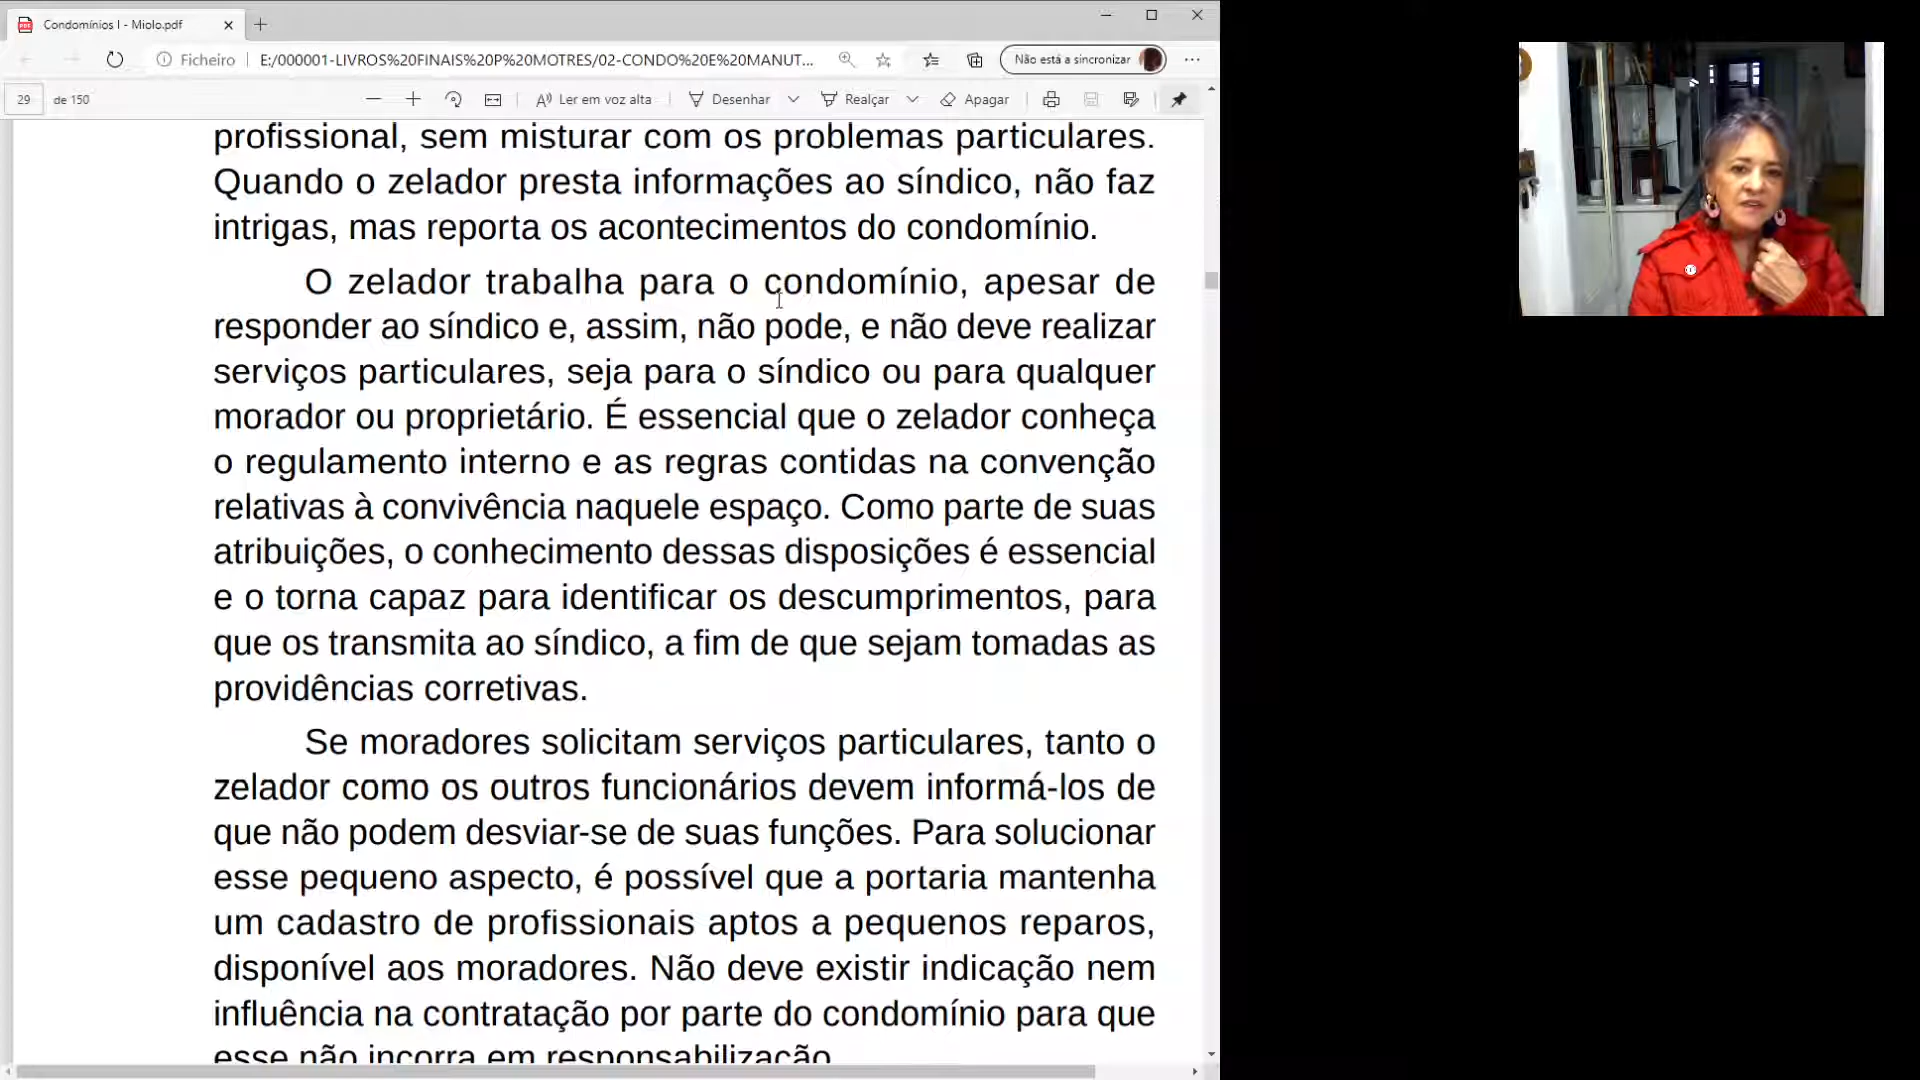 Condomínios I - Miolo.pdf
Ficheiro
E:/000001-LIVROS%20FINAIS%20P%20MOTRES/02-CONDO%20E%20MANUT...
Não está a sincronizar
29
de 150
Ler em voz alta
Desenhar
Realçar
Apagar
profissional, sem misturar com os problemas particulares.
Quando o zelador presta informações ao síndico, não faz
intrigas, mas reporta os acontecimentos do condomínio.
O zelador trabalha para o condomínio, apesar de
responder ao síndico e, assim, não pode, e não deve realizar
serviços particulares, seja para o síndico ou para qualquer
morador ou proprietário. É essencial que o zelador conheça
o regulamento interno e as regras contidas na convenção
relativas à convivência naquele espaço. Como parte de suas
atribuições, o conhecimento dessas disposições é essencial
e o torna capaz para identificar os descumprimentos, para
que os transmita ao síndico, a fim de que sejam tomadas as
providências corretivas.
Se moradores solicitam serviços particulares, tanto o
zelador como os outros funcionários devem informá-los de
que não podem desviar-se de suas funções. Para solucionar
esse pequeno aspecto, é possível que a portaria mantenha
um cadastro de profissionais aptos a pequenos reparos,
disponível aos moradores. Não deve existir indicação nem
influência na contratação por parte do condomínio para que
esse não incorra em responsabilização.